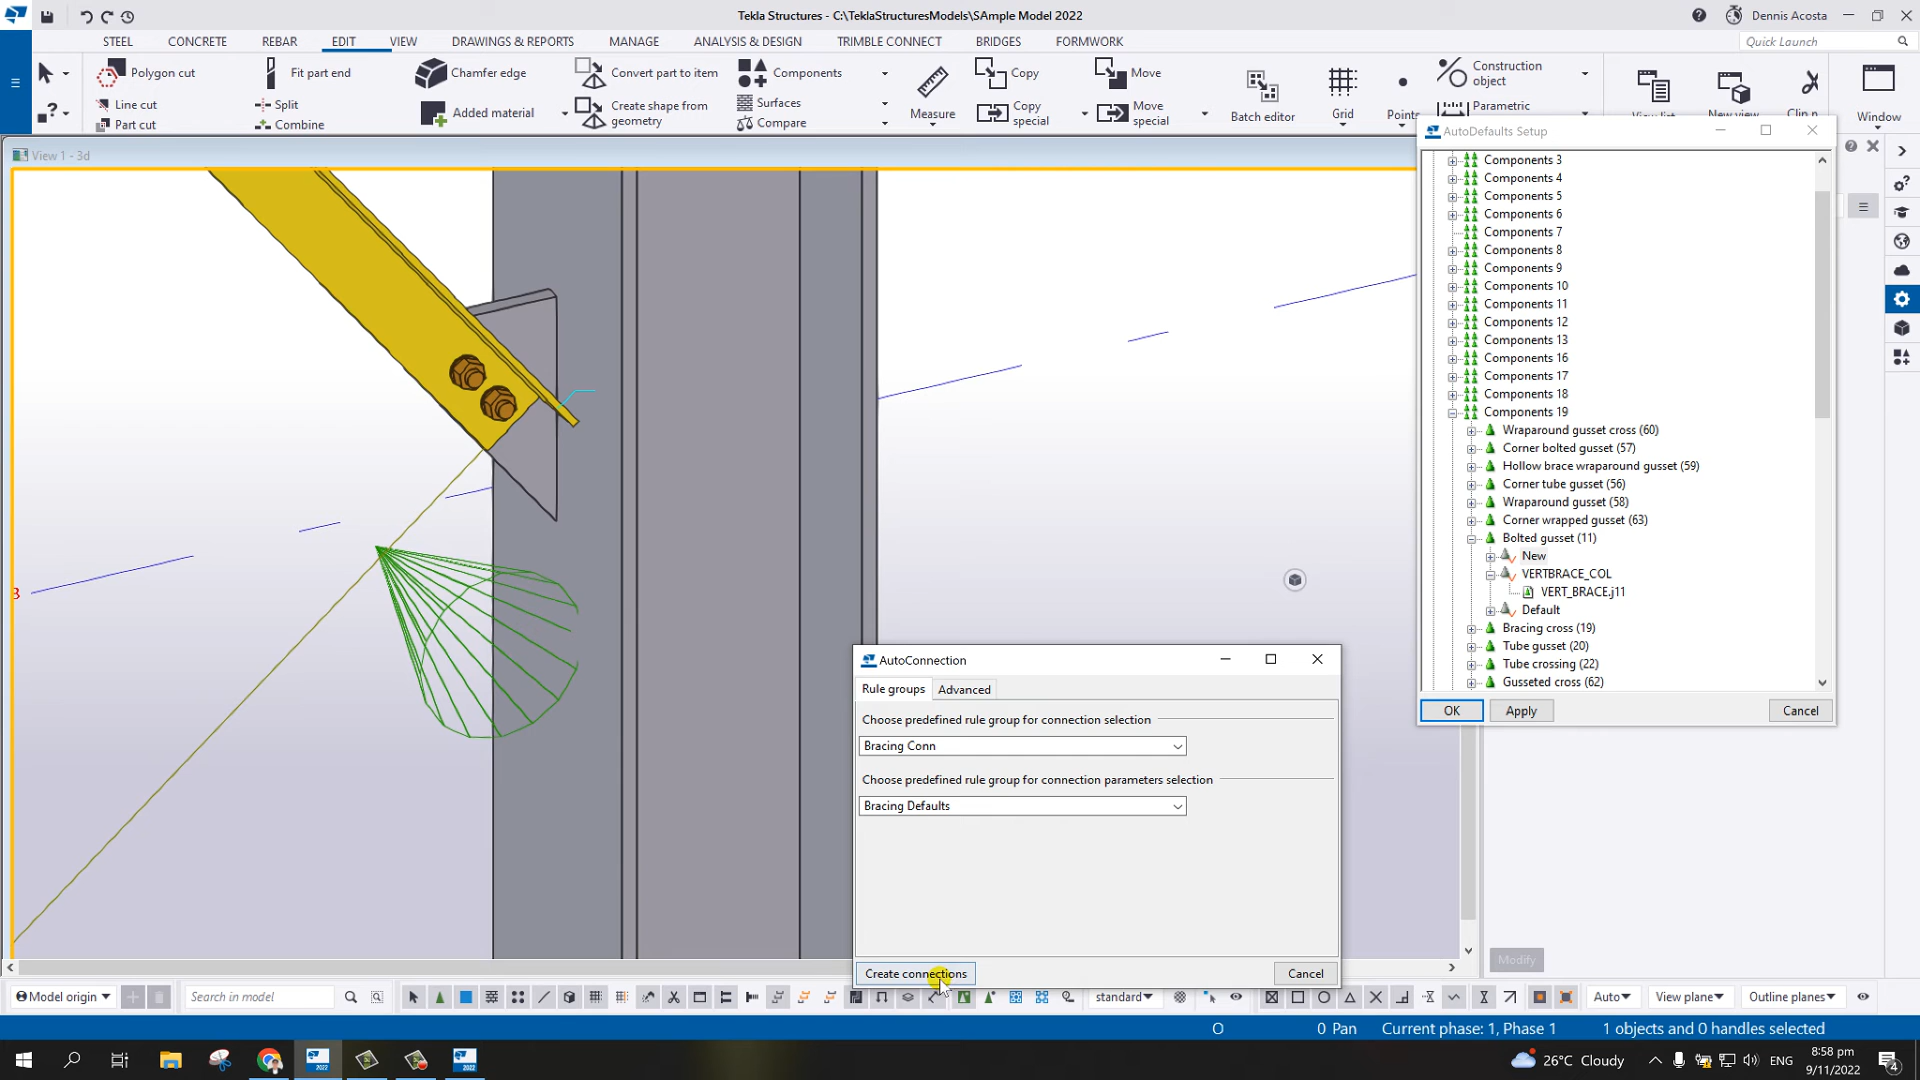 Tekla Structures - C:\TeklaStructuresModels\SAmple Model 2022
Dennis Acosta
STEEL CONCRETE REBAR EDIT VIEW DRAWINGS & REPORTS MANAGE ANALYSIS & DESIGN TRIMBLE CONNECT BRIDGES FORMWORK
Quick Launch
Polygon cut
Line cut
Part cut
Fit part end
Split
Combine
Chamfer edge
Added material
Convert part to item
Create shape from
geometry
Components
Surfaces
Compare
Measure
Copy
Copy
special
Move
Move
special
Batch editor
Grid
Points
Construction
object
Parametric
Window
View 1 - 3d
AutoDefaults Setup
Components 3
Components 4
Components 5
Components 6
Components 7
Components 8
Components 9
Components 10
Components 11
Components 12
Components 13
Components 16
Components 17
Components 18
Components 19
Wraparound gusset cross (60)
Corner bolted gusset (57)
Hollow brace wraparound gusset (59)
Corner tube gusset (56)
Wraparound gusset (58)
Corner wrapped gusset (63)
Bolted gusset (11)
New
VERTBRACE_COL
VERT_BRACE.j11
Default
Bracing cross (19)
Tube gusset (20)
Tube crossing (22)
Gusseted cross (62)
OK Apply Cancel
AutoConnection
Rule groups Advanced
Choose predefined rule group for connection selection
Bracing Conn
Choose predefined rule group for connection parameters selection
Bracing Defaults
Create connections Cancel
Modify
Model origin
Search in model
standard
Auto
View plane
Outline planes
O 0 Pan Current phase: 1, Phase 1 1 objects and 0 handles selected
2022
2022
26°C Cloudy
ENG
8:58 pm
9/11/2022
4